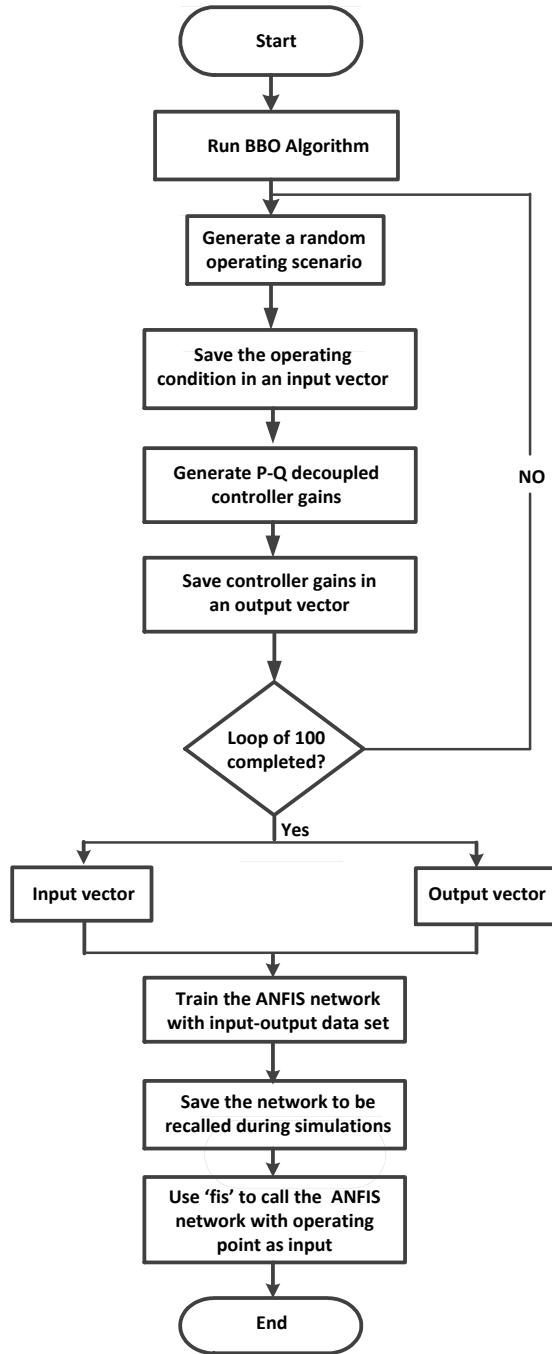 Start
Run BBO Algorithm
Generate a random
operating scenario
Save the operating
condition in an input vector
Generate P-Q decoupled
controller gains
NO
Save controller gains in
an output vector
Loop of 100
completed?
Yes
Input vector
Output vector
Train the ANFIS network
with input-output data set
Save the network to be
recalled during simulations
Use ‘fis’ to call the ANFIS
network with operating
point as input
End